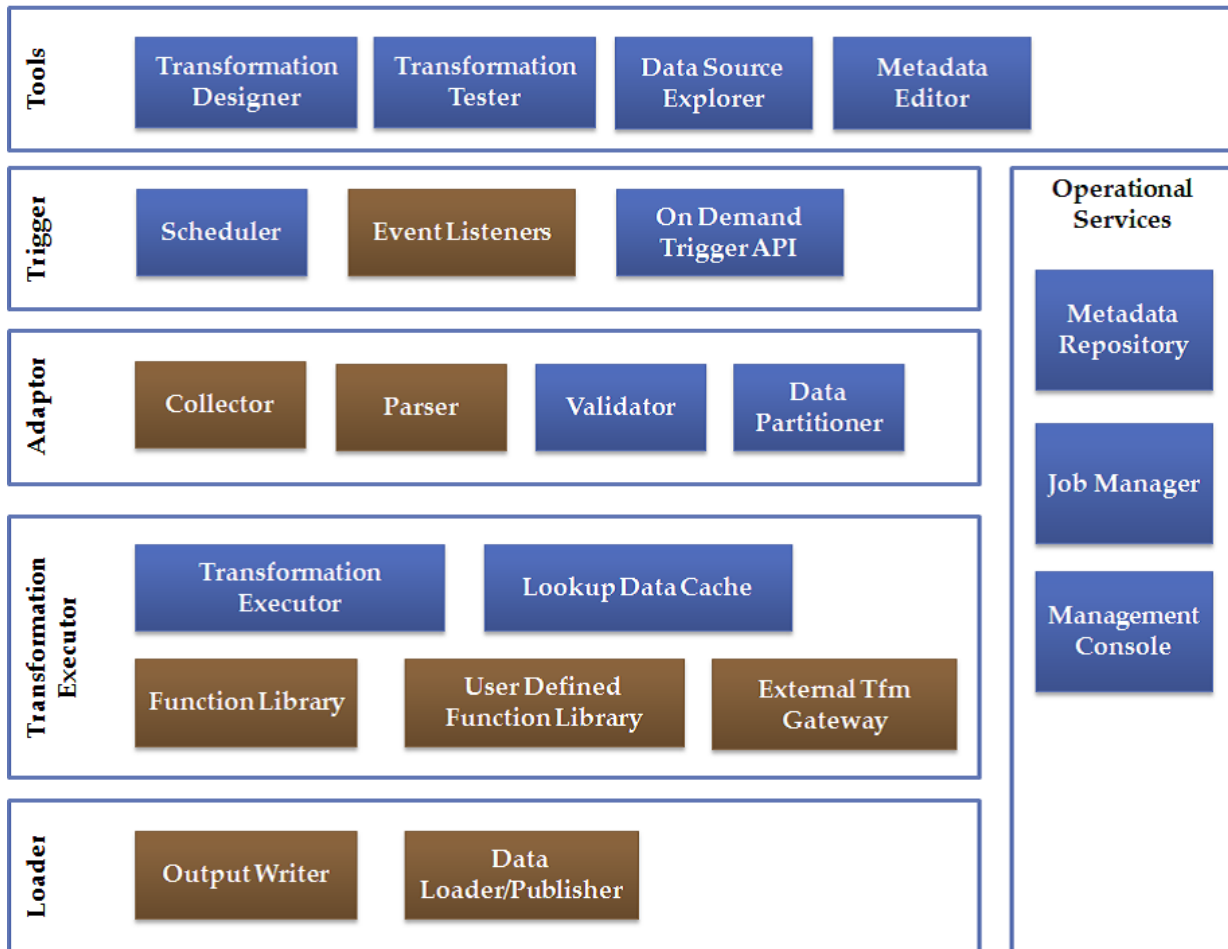 Tools
Transformation
Designer
Transformation
Tester
Data Source
Explorer
Metadata
Editor
Trigger
Scheduler
Event Listeners
On Demand
Trigger API
Operational
Services
Metadata
Repository
Job Manager
Management
Console
Adaptor
Collector
Parser
Validator
Data
Partitioner
Transformation
Executor
Transformation
Executor
Lookup Data Cache
Function Library
User Defined
Function Library
External Tfm
Gateway
Loader
Output Writer
Data
Loader/Publisher